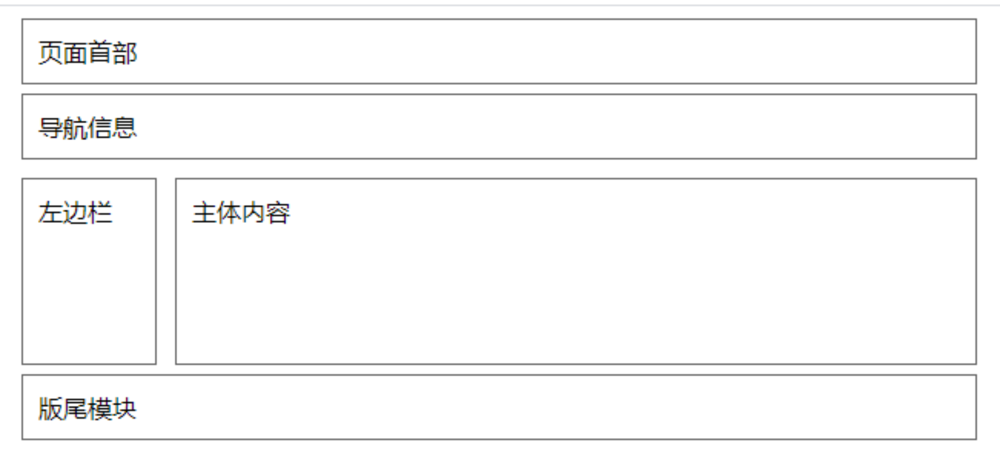 页面首部
导航信息
左边栏
主体内容
版尾模块